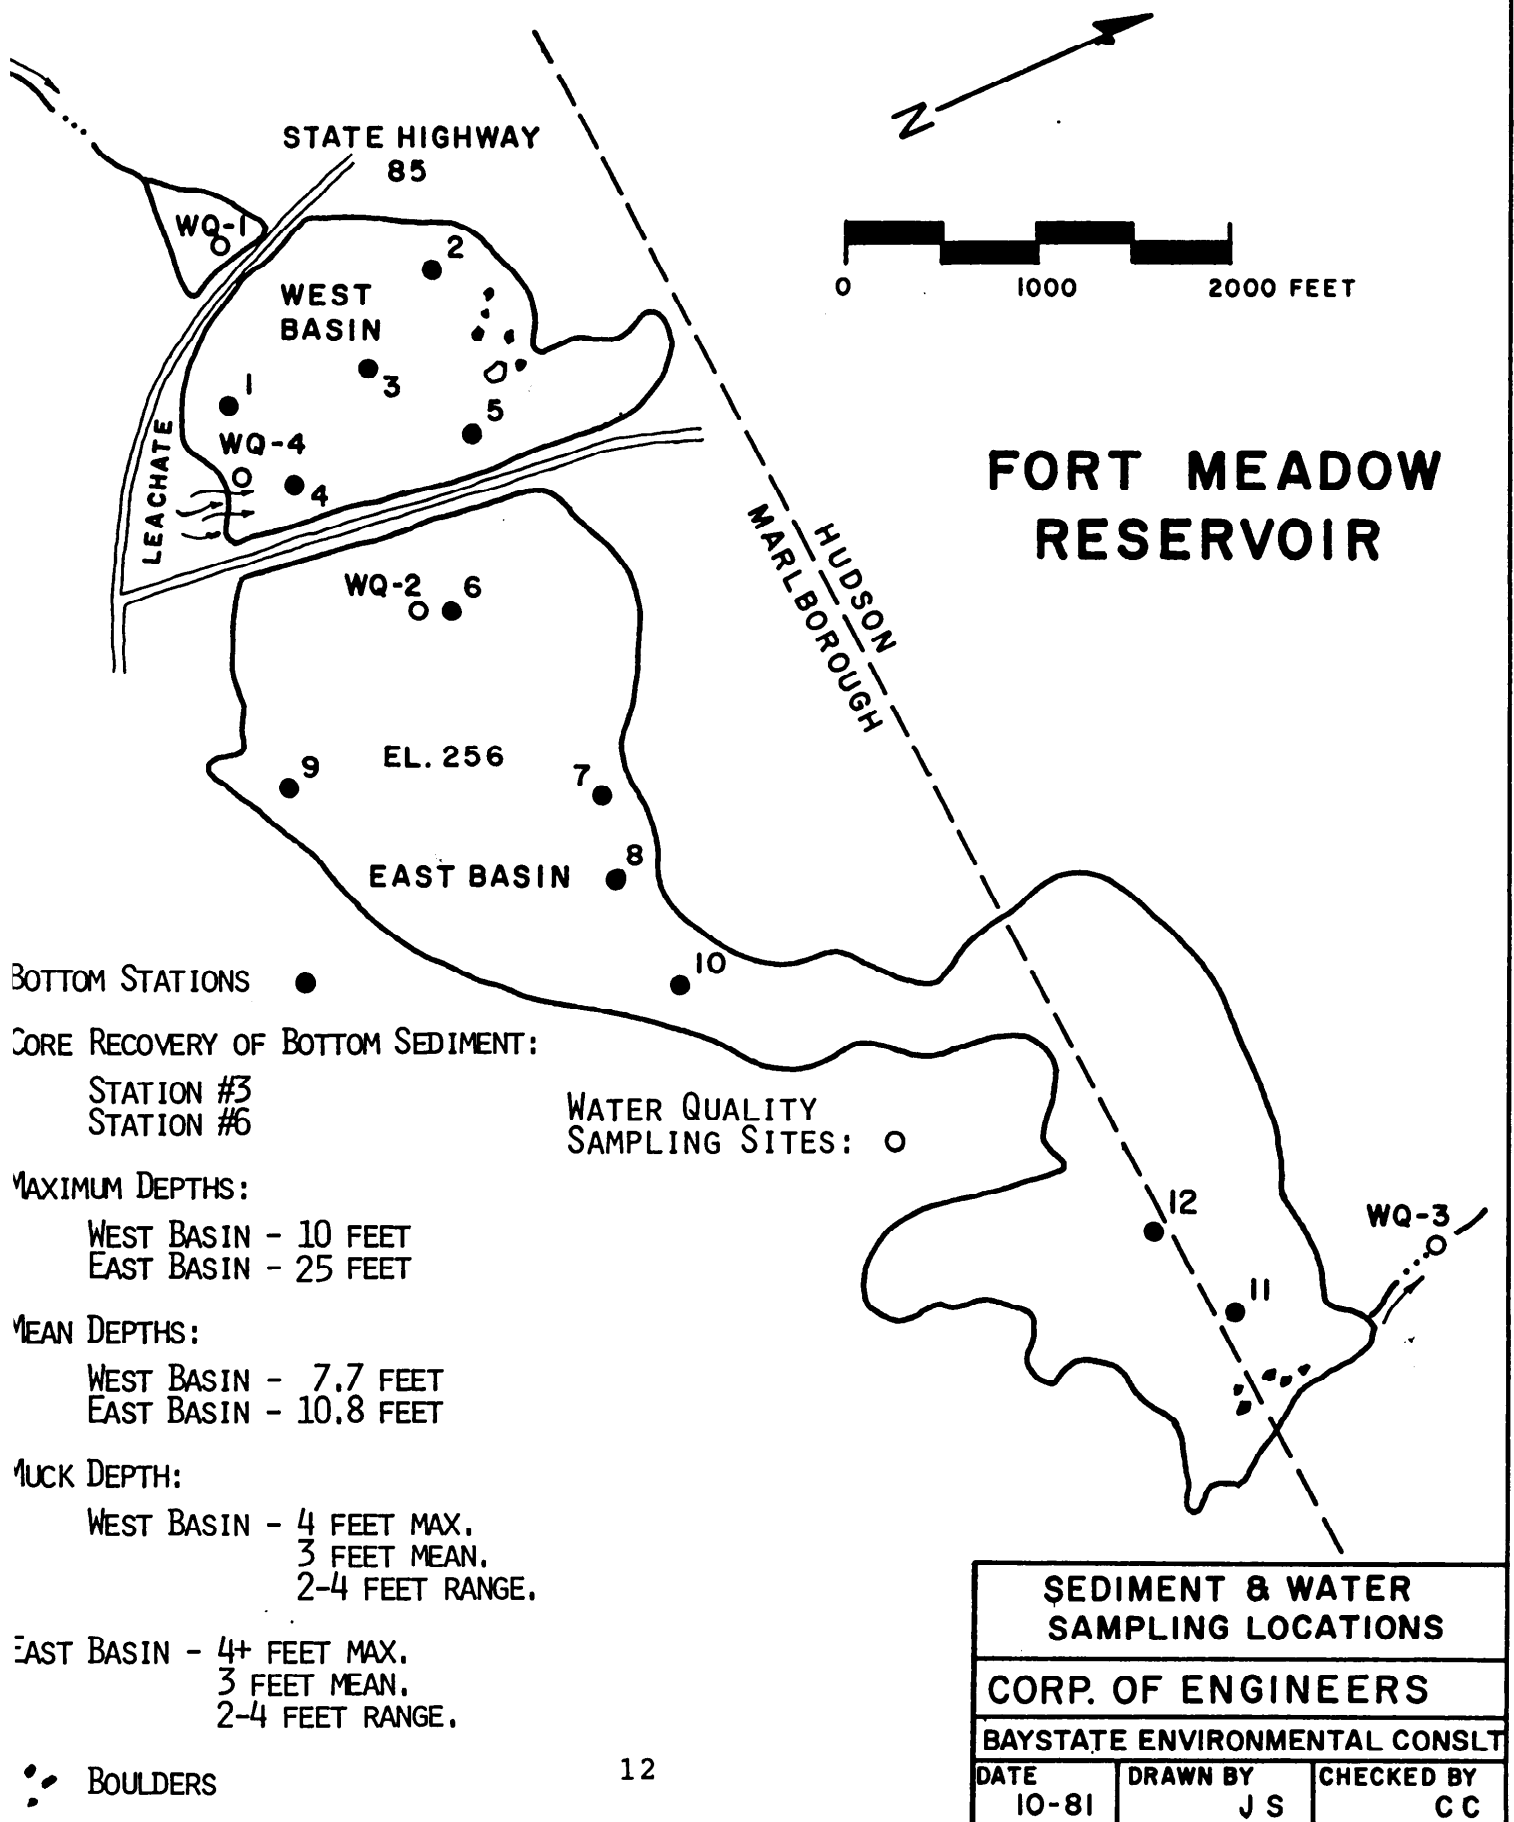 N
STATE HIGHWAY
85
WQ-1
2
WEST
BASIN
3
1
5
WQ-4
4
LEACHATE
0 1000 2000 FEET
FORT MEADOW
RESERVOIR
HUDSON
MARLBOROUGH
WQ-2 6
EL. 256
9
7
8
EAST BASIN
10
12
WQ-3
11
BOTTOM STATIONS
CORE RECOVERY OF BOTTOM SEDIMENT:
STATION #3
STATION #6
WATER QUALITY
SAMPLING SITES:
MAXIMUM DEPTHS:
WEST BASIN - 10 FEET
EAST BASIN - 25 FEET
MEAN DEPTHS:
WEST BASIN - 7.7 FEET
EAST BASIN - 10.8 FEET
MUCK DEPTH:
WEST BASIN - 4 FEET MAX.
3 FEET MEAN.
2-4 FEET RANGE.
EAST BASIN - 4+ FEET MAX.
3 FEET MEAN.
2-4 FEET RANGE.
BOULDERS
12
SEDIMENT & WATER
SAMPLING LOCATIONS
CORP. OF ENGINEERS
BAYSTATE ENVIRONMENTAL CONSLT
DATE DRAWN BY CHECKED BY
10-81 JS CC